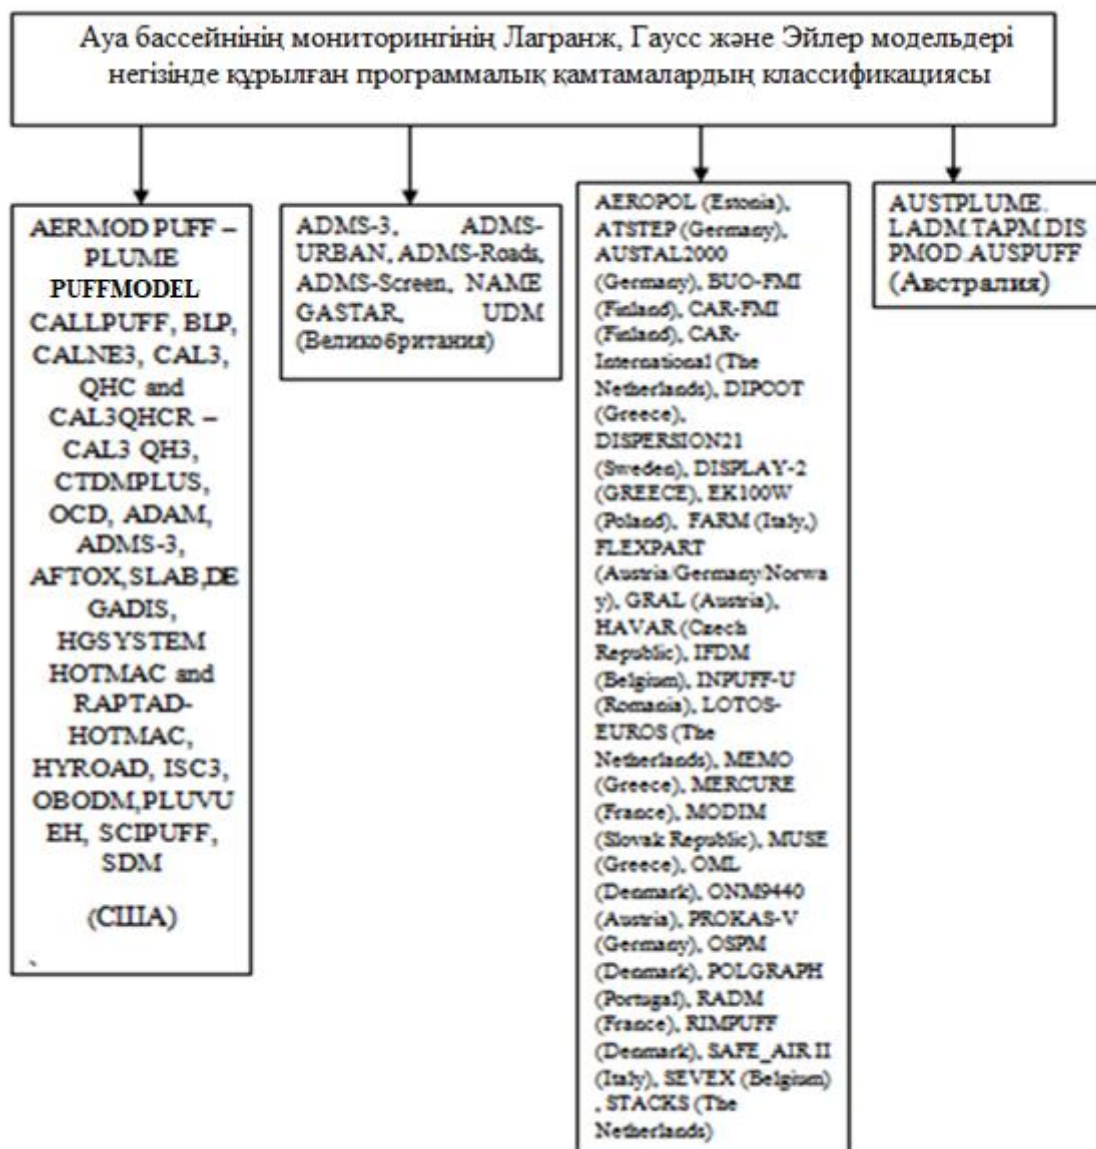 Ауа бассейнінің мониторингінің Лагранж, Гаусс және Эйлер модельдері
негізінде құрылған программалық қамтамалардың классификациясы
AERMOD PUFF –
PLUME
PUFFMODEL
CALLPUFF, BLP,
CALNE3, CAL3,
QHC and
CAL3QHCR –
CAL3 QH3,
CTDMPLUS,
OCD, ADAM,
ADMS-3,
AFTOX,SLAB,DE
GADIS,
HGSYSTEM
HOTMAC and
RAPTAD-
HOTMAC,
HYROAD, ISC3,
OBODM,PLUVU
EH, SCIPUFF,
SDM
(США)
ADMS-3, ADMS-
URBAN, ADMS-Roads,
ADMS-Screen, NAME
GASTAR, UDM
(Великобритания)
AEROPOL (Estonia),
ATSTEP (Germany),
AUSTAL2000
(Germany), BUO-FMI
(Finland), CAR-FMI
(Finland), CAR-
International (The
Netherlands), DIPCOT
(Greece),
DISPERSION21
(Sweden), DISPLAY-2
(GREECE), EK100W
(Poland), FARM (Italy,)
FLEXPART
(Austria/Germany/Norwa
y), GRAL (Austria),
HAVAR (Czech
Republic), IFDM
(Belgium), INPUFF-U
(Romania), LOTOS-
EUROS (The
Netherlands), MEMO
(Greece), MERCURE
(France), MODIM
(Slovak Republic), MUSE
(Greece), OML
(Denmark), ONM9440
(Austria), PROKAS-V
(Germany), OSPM
(Denmark), POLGRAPH
(Portugal), RADM
(France), RIMPUFF
(Denmark), SAFE_AIR II
(Italy), SEVEX (Belgium)
, STACKS (The
Netherlands)
AUSTPLUME.
LADM.TAPM.DIS
PMOD.AUSPUFF
(Австралия)